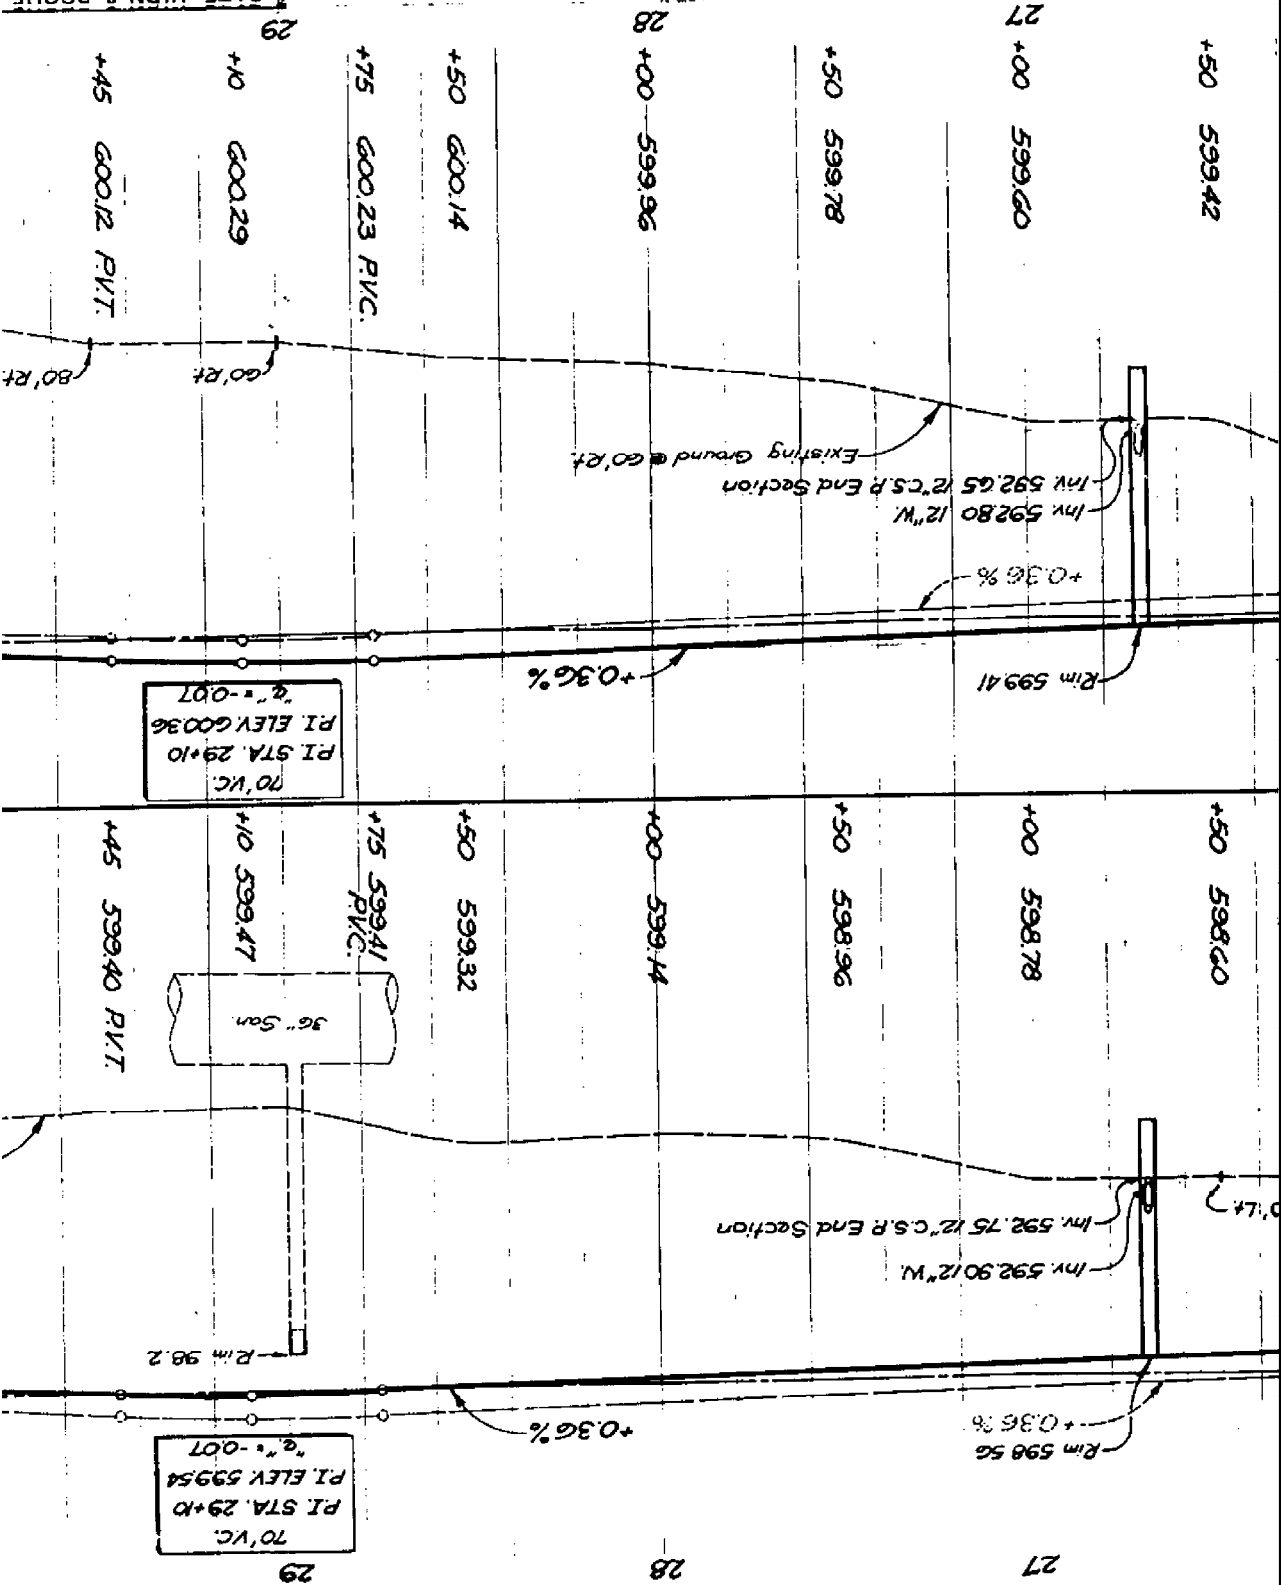 27
28
29
70' V.C.
P.I. STA. 29+10
P.I. ELEV. 599.54
"e" = -0.07
Rim 598.56
+0.36%
+0.36%
Rim 98.2
Inv. 592.90 12" W.
Inv. 592.75 12" C.S.P. End Section
36" San.
+50 598.60
+00 598.78
+50 598.96
+00 599.14
+50 599.32
+75 599.41 P.V.C.
+10 599.47
+45 599.40 P.V.T.
70' V.C.
P.I. STA. 29+10
P.I. ELEV. 600.36
"e" = -0.07
Rim 599.41
+0.36%
+0.36%
Inv. 592.80 12" W.
Inv. 592.65 12" C.S.P. End Section
Existing Ground @ 60' Rt.
60' Rt.
80' Rt.
+50 599.42
+00 599.60
+50 599.78
+00 599.96
+50 600.14
+75 600.23 P.V.C.
+10 600.29
+45 600.12 P.V.T.
27
28
29